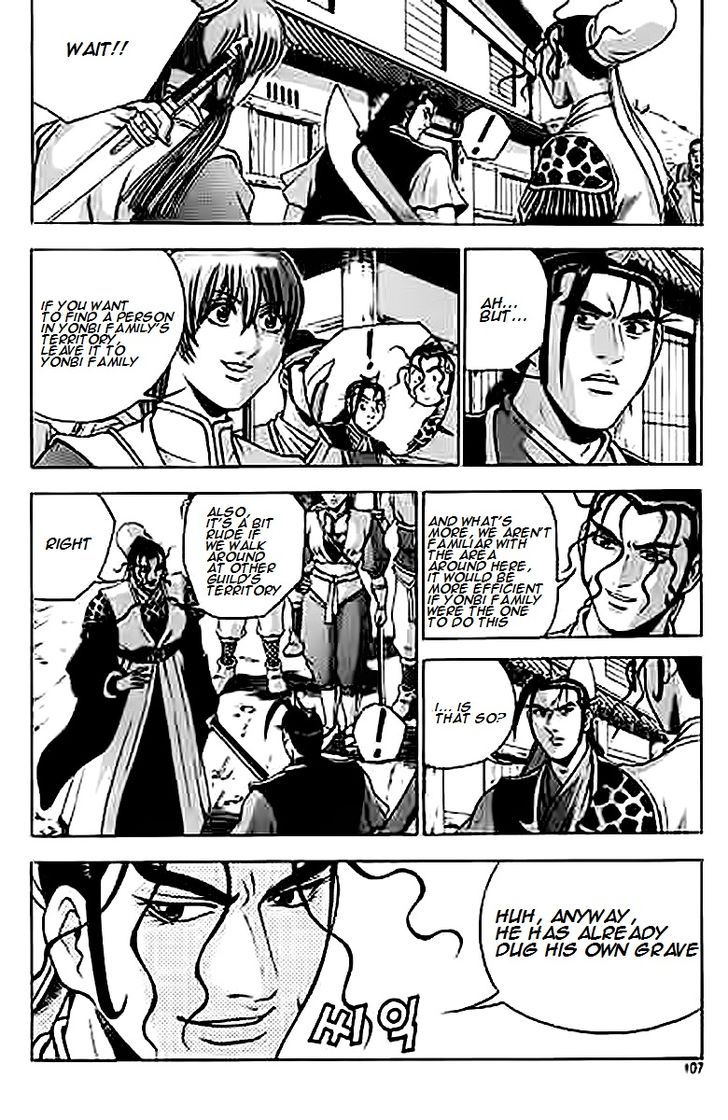 WAIT!!
!
IF YOU WANT
TO FIND A PERSON
IN YONBI FAMILY'S
TERRITORY,
LEAVE IT TO
YONBI FAMILY
!
AH...
BUT...
RIGHT
ALSO,
IT'S A BIT
RUDE IF
WE WALK
AROUND
AT OTHER
GUILD'S
TERRITORY
!
AND WHAT'S
MORE, WE AREN'T
FAMILIAR WITH
THE AREA
AROUND HERE,
IT WOULD BE
MORE EFFICIENT
IF YONBI FAMILY
WERE THE ONE
TO DO THIS
I... IS
THAT SO?
HUH, ANYWAY,
HE HAS ALREADY
DUG HIS OWN GRAVE
씨익
107